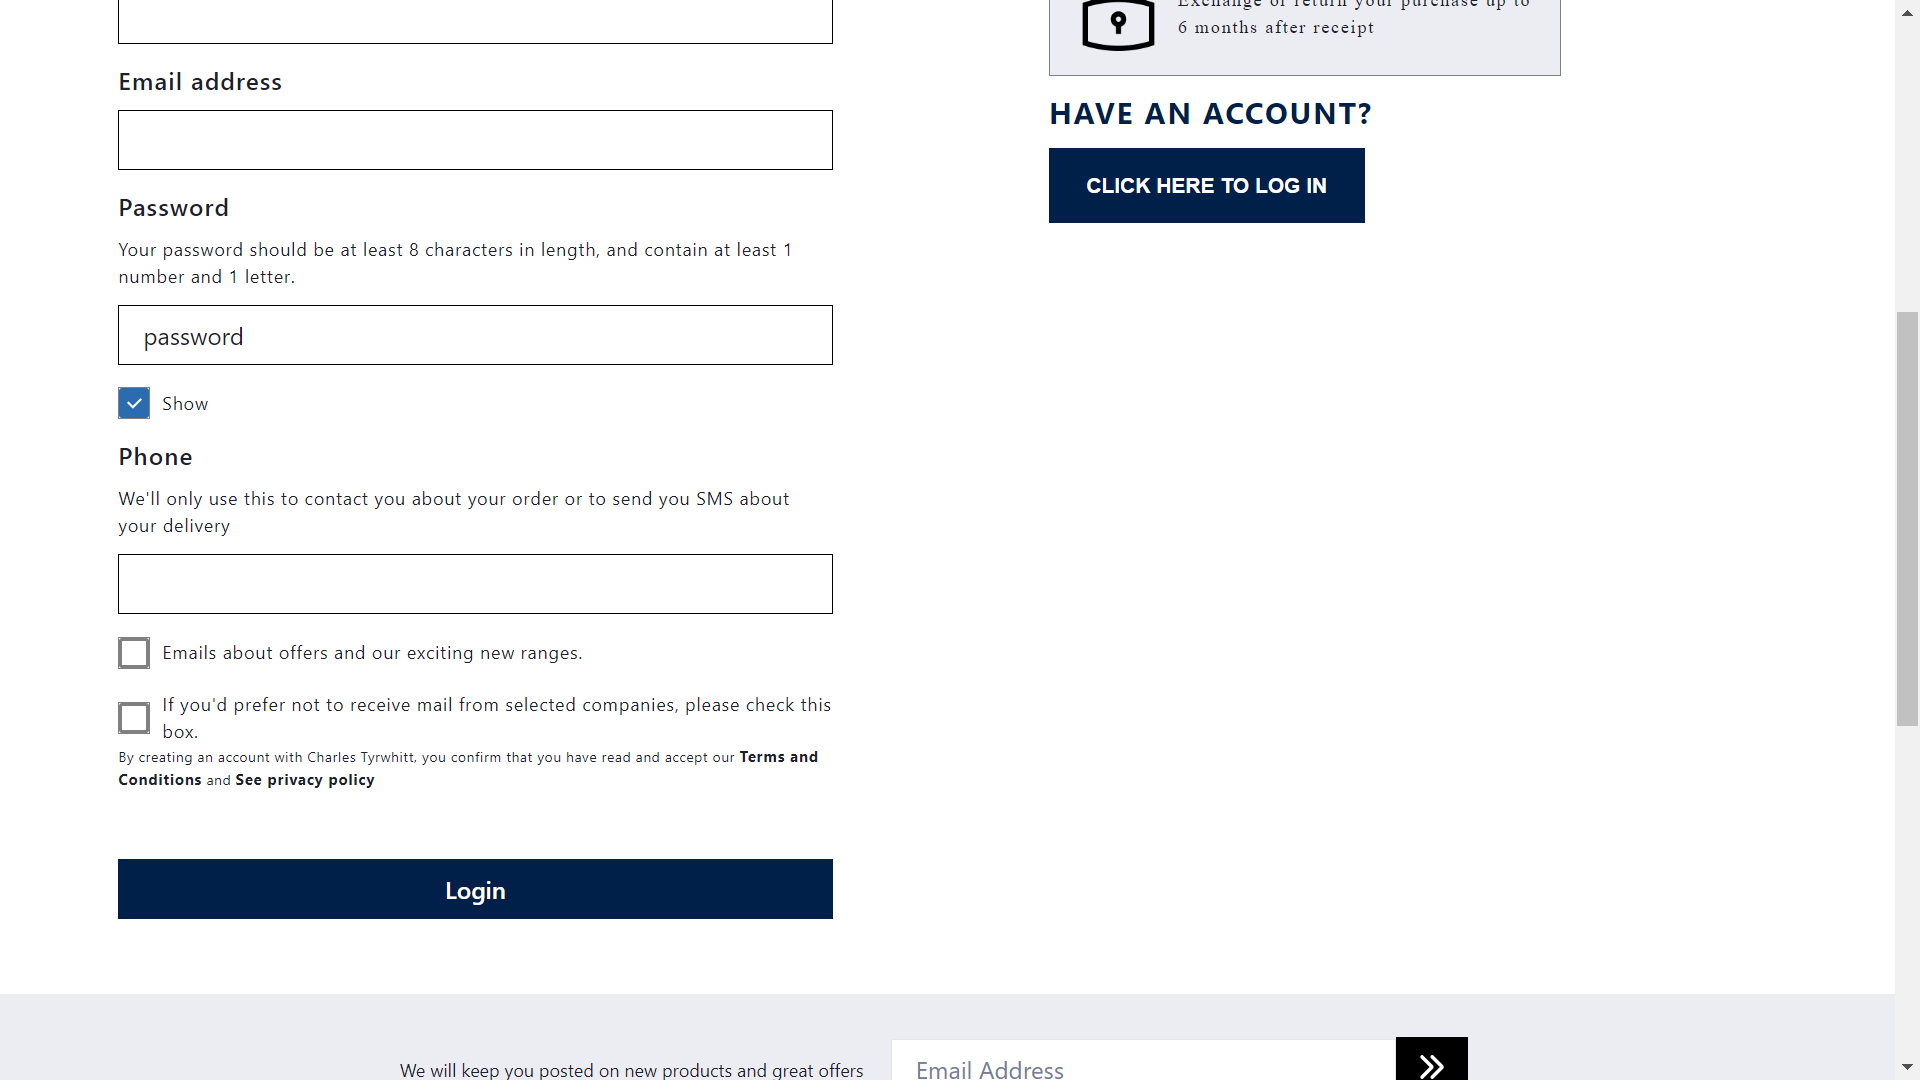 Exchange or return your purchase up to
6 months after receipt
Email address
HAVE AN ACCOUNT?
CLICK HERE TO LOG IN
Password
Your password should be at least 8 characters in length, and contain at least 1
number and 1 letter.
password
Show
Phone
We'll only use this to contact you about your order or to send you SMS about
your delivery
Emails about offers and our exciting new ranges.
If you'd prefer not to receive mail from selected companies, please check this
box.
By creating an account with Charles Tyrwhitt, you confirm that you have read and accept our Terms and
Conditions and See privacy policy
Login
We will keep you posted on new products and great offers
Email Address